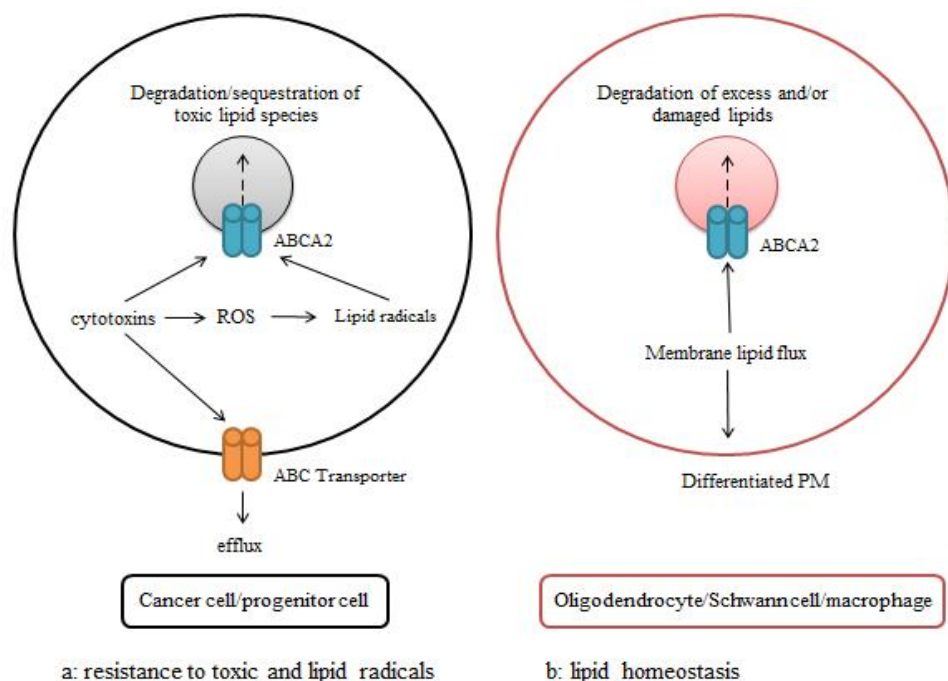 Degradation/sequestration of
toxic lipid species
ABCA2
cytotoxins
ROS
Lipid radicals
ABC Transporter
efflux
Cancer cell/progenitor cell
a: resistance to toxic and lipid radicals
Degradation of excess and/or
damaged lipids
ABCA2
Membrane lipid flux
Differentiated PM
Oligodendrocyte/Schwann cell/macrophage
b: lipid homeostasis